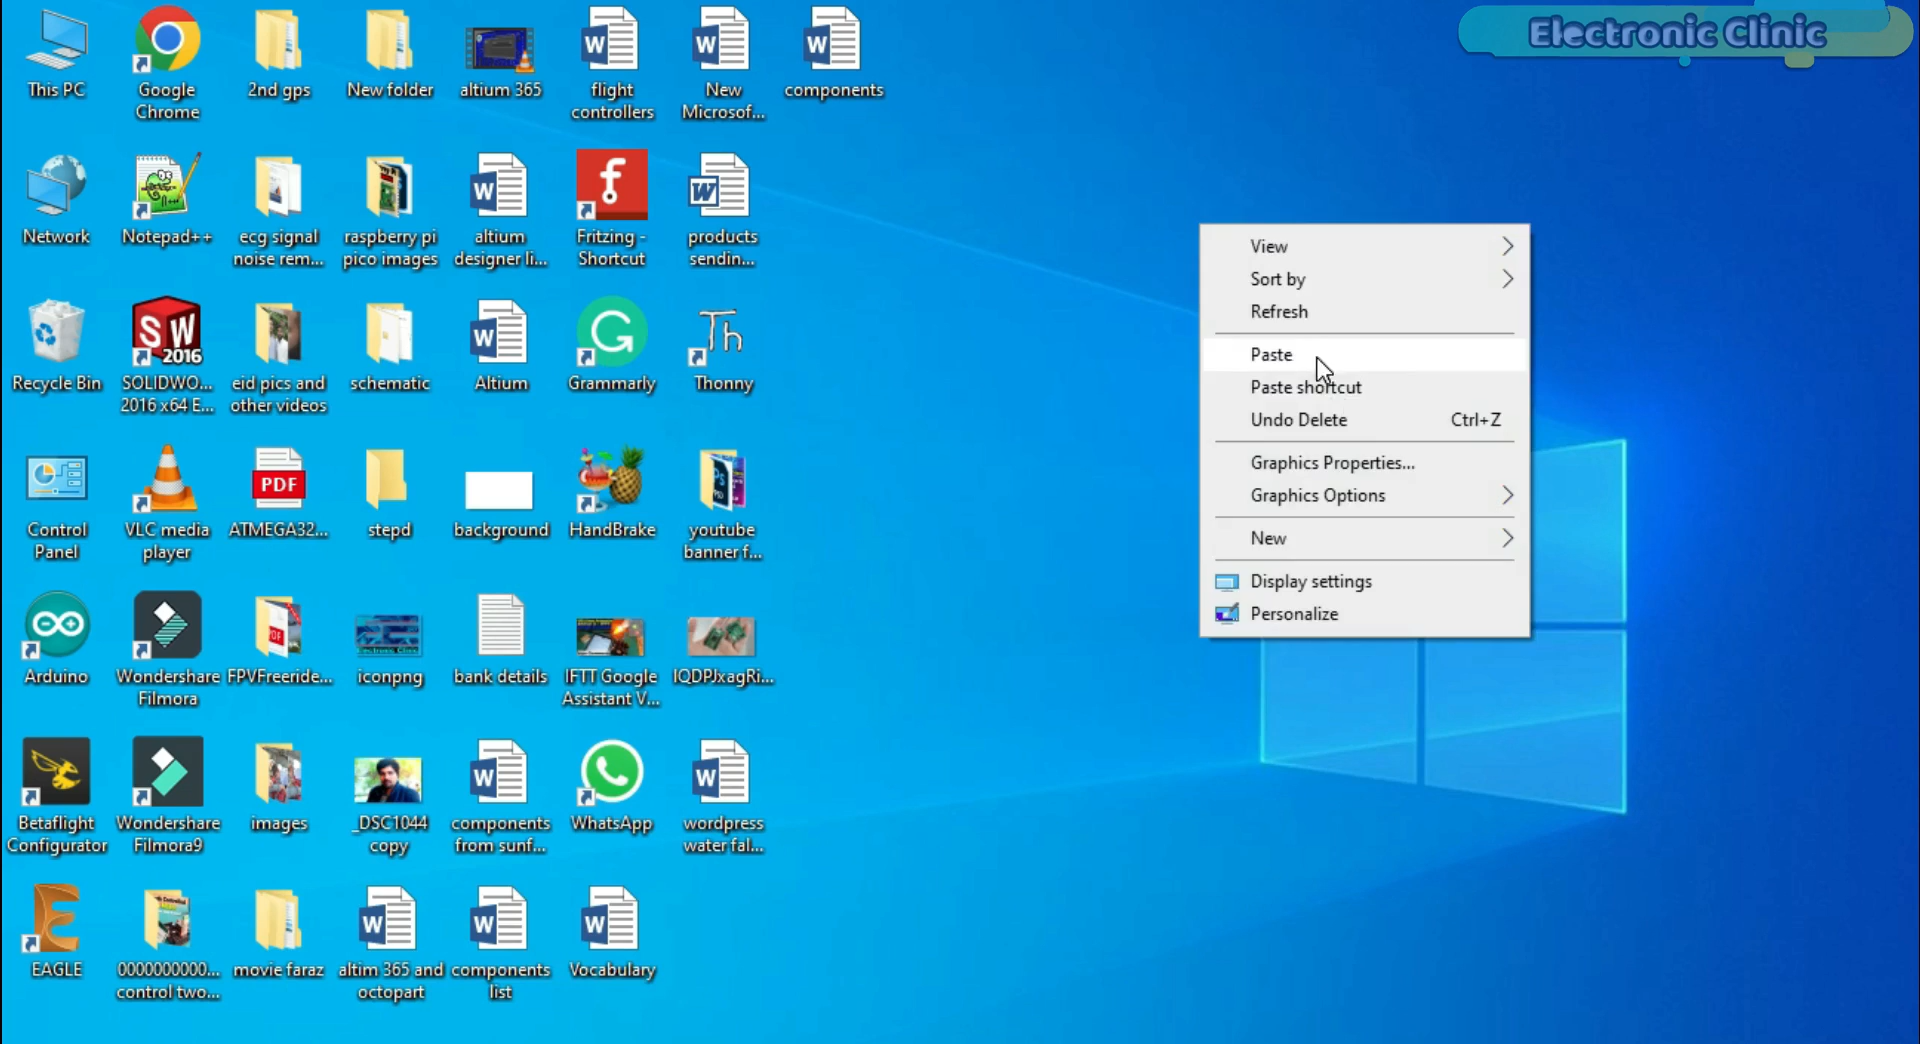 Electronic Clinic
This PC
Google
Chrome
2nd gps
New folder
altium 365
flight
controllers
New
Microsof...
components
Network
Notepad++
ecg signal
noise rem...
raspberry pi
pico images
altium
designer li...
Fritzing -
Shortcut
products
sendin...
Recycle Bin
SW
2016
SOLIDWO...
2016 x64 E...
eid pics and
other videos
schematic
Altium
Grammarly
Th
Thonny
Control
Panel
VLC media
player
PDF
ATMEGA32...
stepd
background
HandBrake
Ps
youtube
banner f...
Arduino
Wondershare
Filmora
PDF
FPVFreeride...
iconpng
bank details
IFTT Google
Assistant V...
IQDPJxagRi...
Betaflight
Configurator
Wondershare
Filmora9
images
_DSC1044
copy
components
from sunf...
WhatsApp
wordpress
water fal...
EAGLE
0000000000...
control two...
movie faraz
altim 365 and
octopart
components
list
Vocabulary
View
Sort by
Refresh
Paste
Paste shortcut
Undo Delete Ctrl+Z
Graphics Properties...
Graphics Options
New
Display settings
Personalize